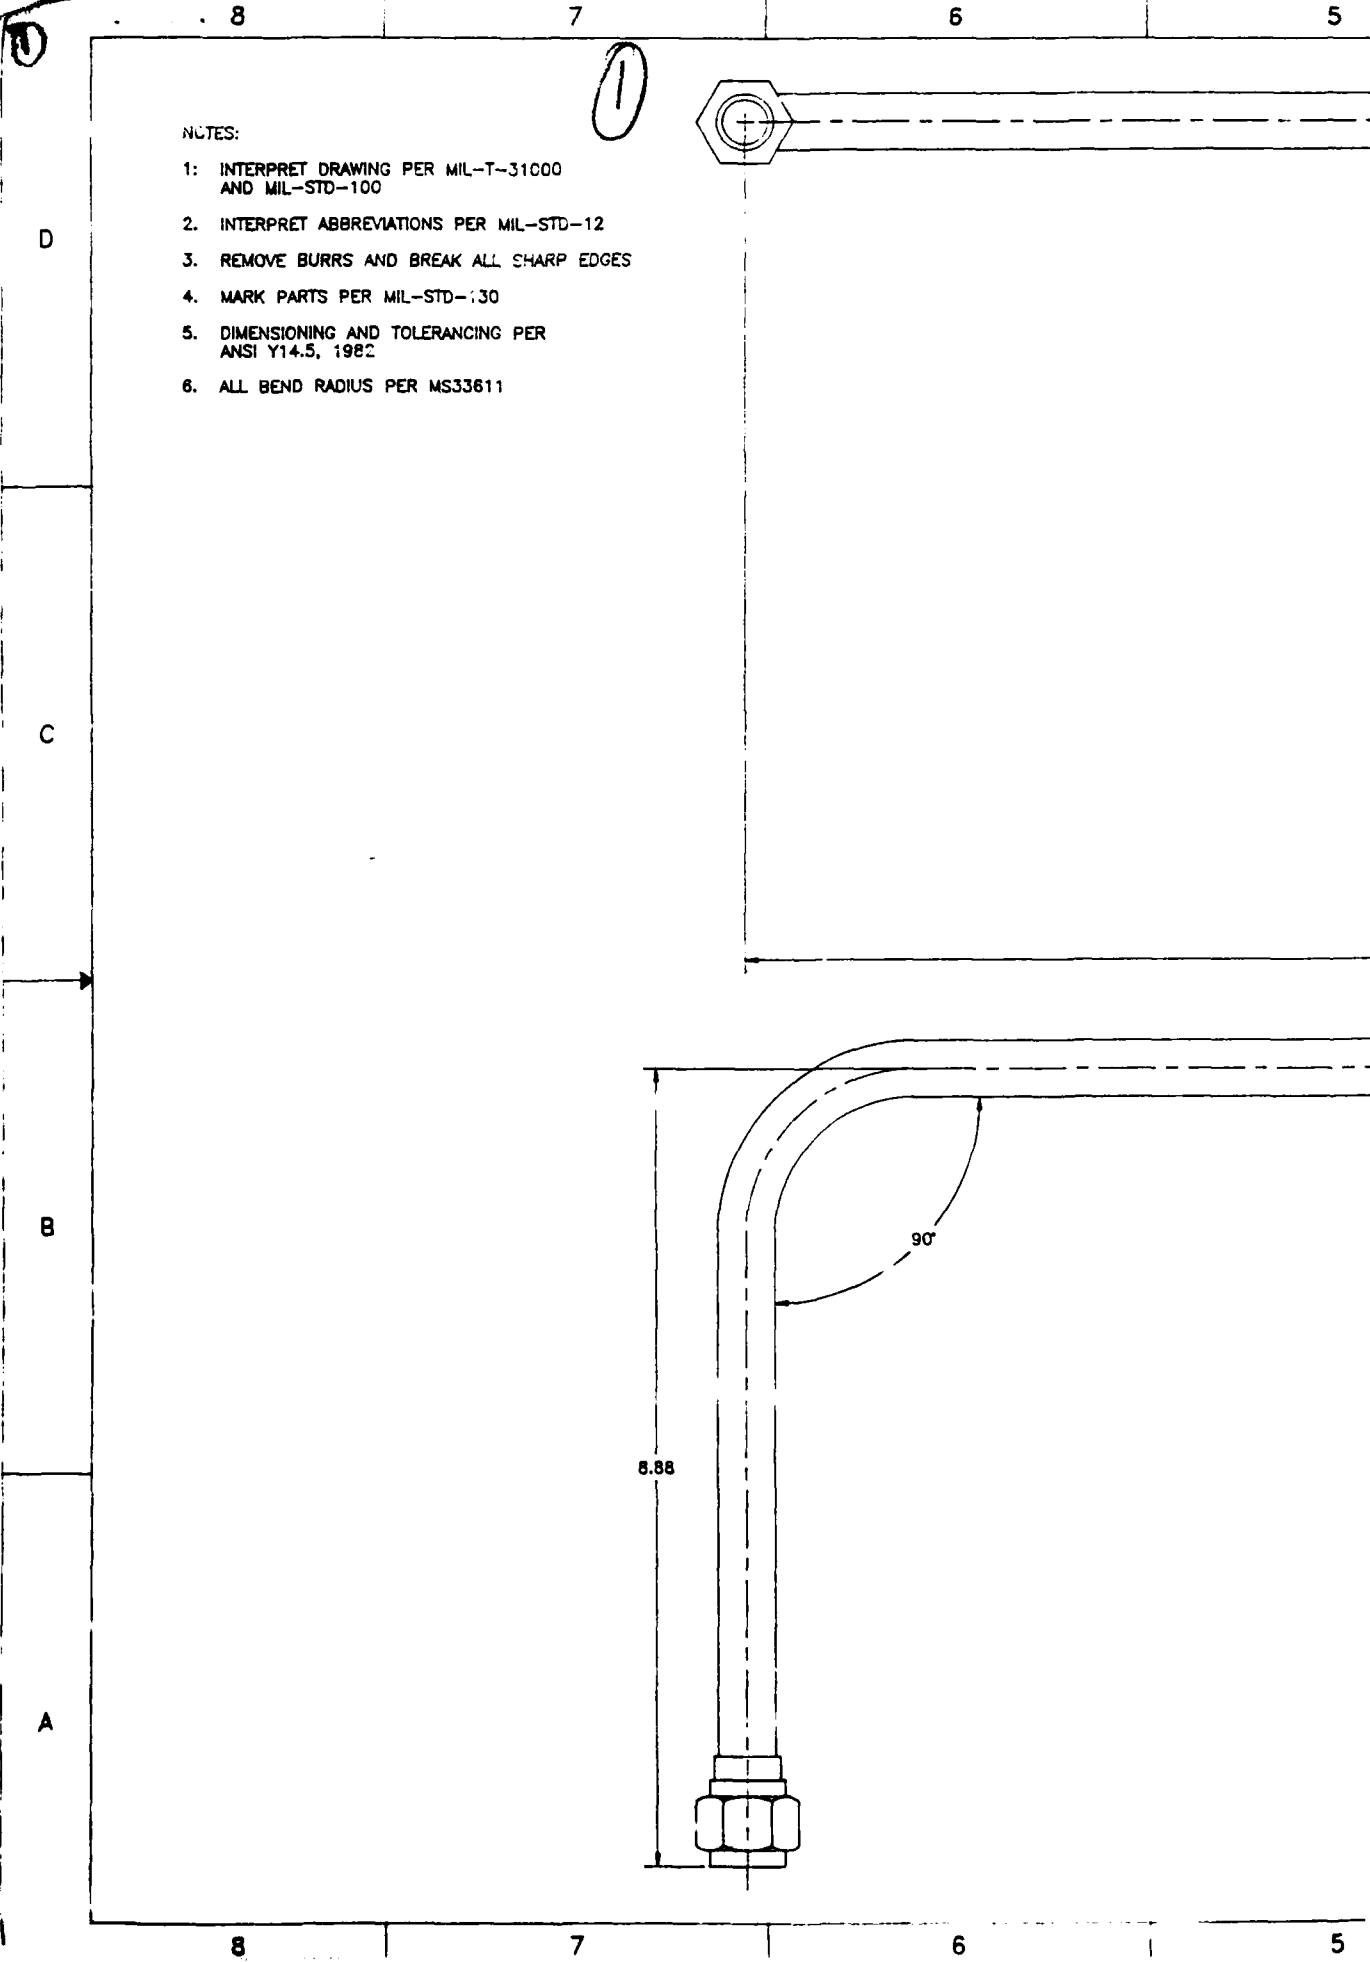 8 7 6 5
1
NOTES:
1: INTERPRET DRAWING PER MIL-T-31000
AND MIL-STD-100
2. INTERPRET ABBREVIATIONS PER MIL-STD-12
3. REMOVE BURRS AND BREAK ALL SHARP EDGES
4. MARK PARTS PER MIL-STD-130
5. DIMENSIONING AND TOLERANCING PER
ANSI Y14.5, 1982
6. ALL BEND RADIUS PER MS33611
D
C
B
90°
8.88
A
8 7 6 5